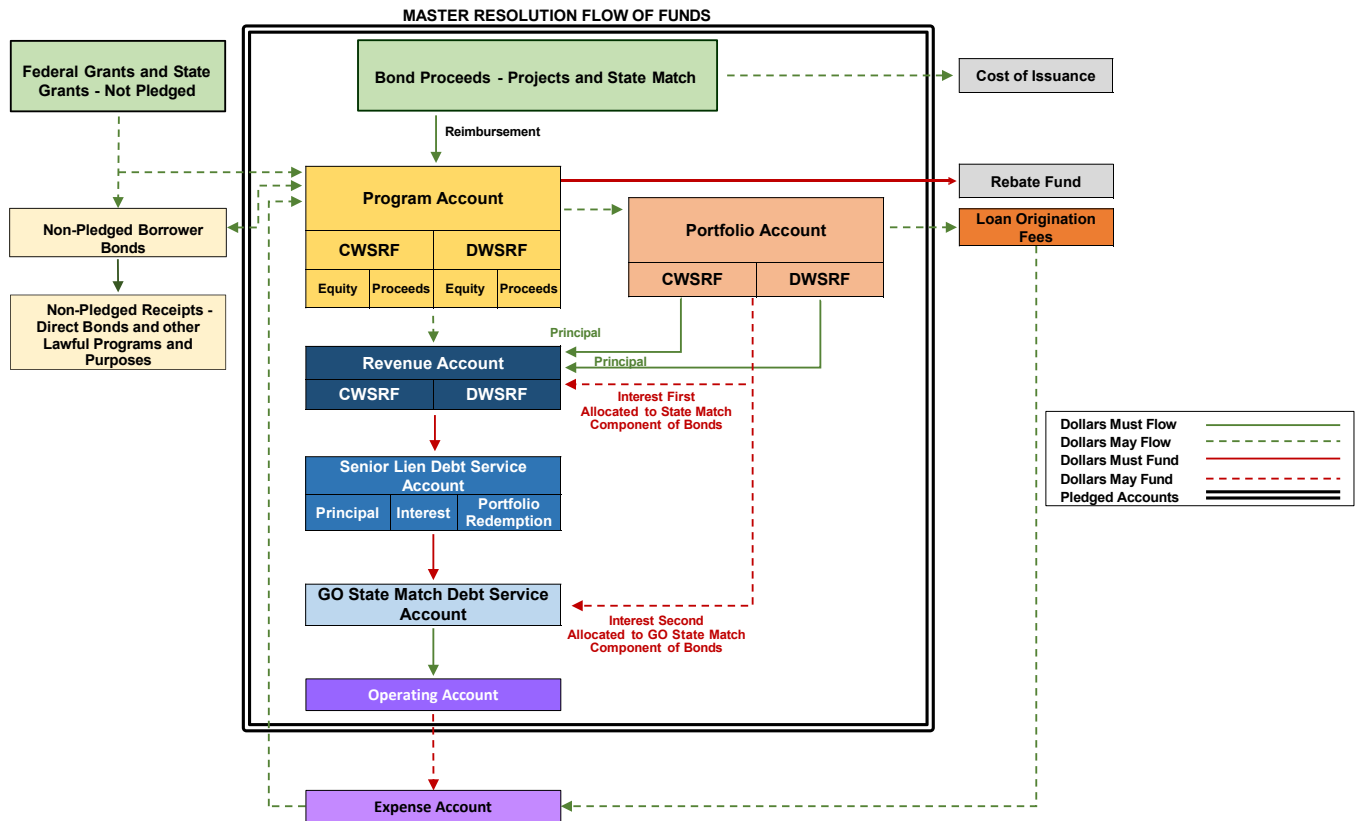 MASTER RESOLUTION FLOW OF FUNDS
Federal Grants and State
Grants - Not Pledged
Bond Proceeds - Projects and State Match
Cost of Issuance
Reimbursement
Program Account
CWSRF DWSRF
Equity Proceeds Equity Proceeds
Rebate Fund
Portfolio Account
CWSRF DWSRF
Loan Origination
Fees
Non-Pledged Borrower
Bonds
Non-Pledged Receipts -
Direct Bonds and other
Lawful Programs and
Purposes
Principal
Principal
Revenue Account
CWSRF DWSRF
Interest First
Allocated to State Match
Component of Bonds
Senior Lien Debt Service
Account
Principal Interest Portfolio
Redemption
GO State Match Debt Service
Account
Interest Second
Allocated to GO State Match
Component of Bonds
Operating Account
Expense Account
Dollars Must Flow
Dollars May Flow
Dollars Must Fund
Dollars May Fund
Pledged Accounts